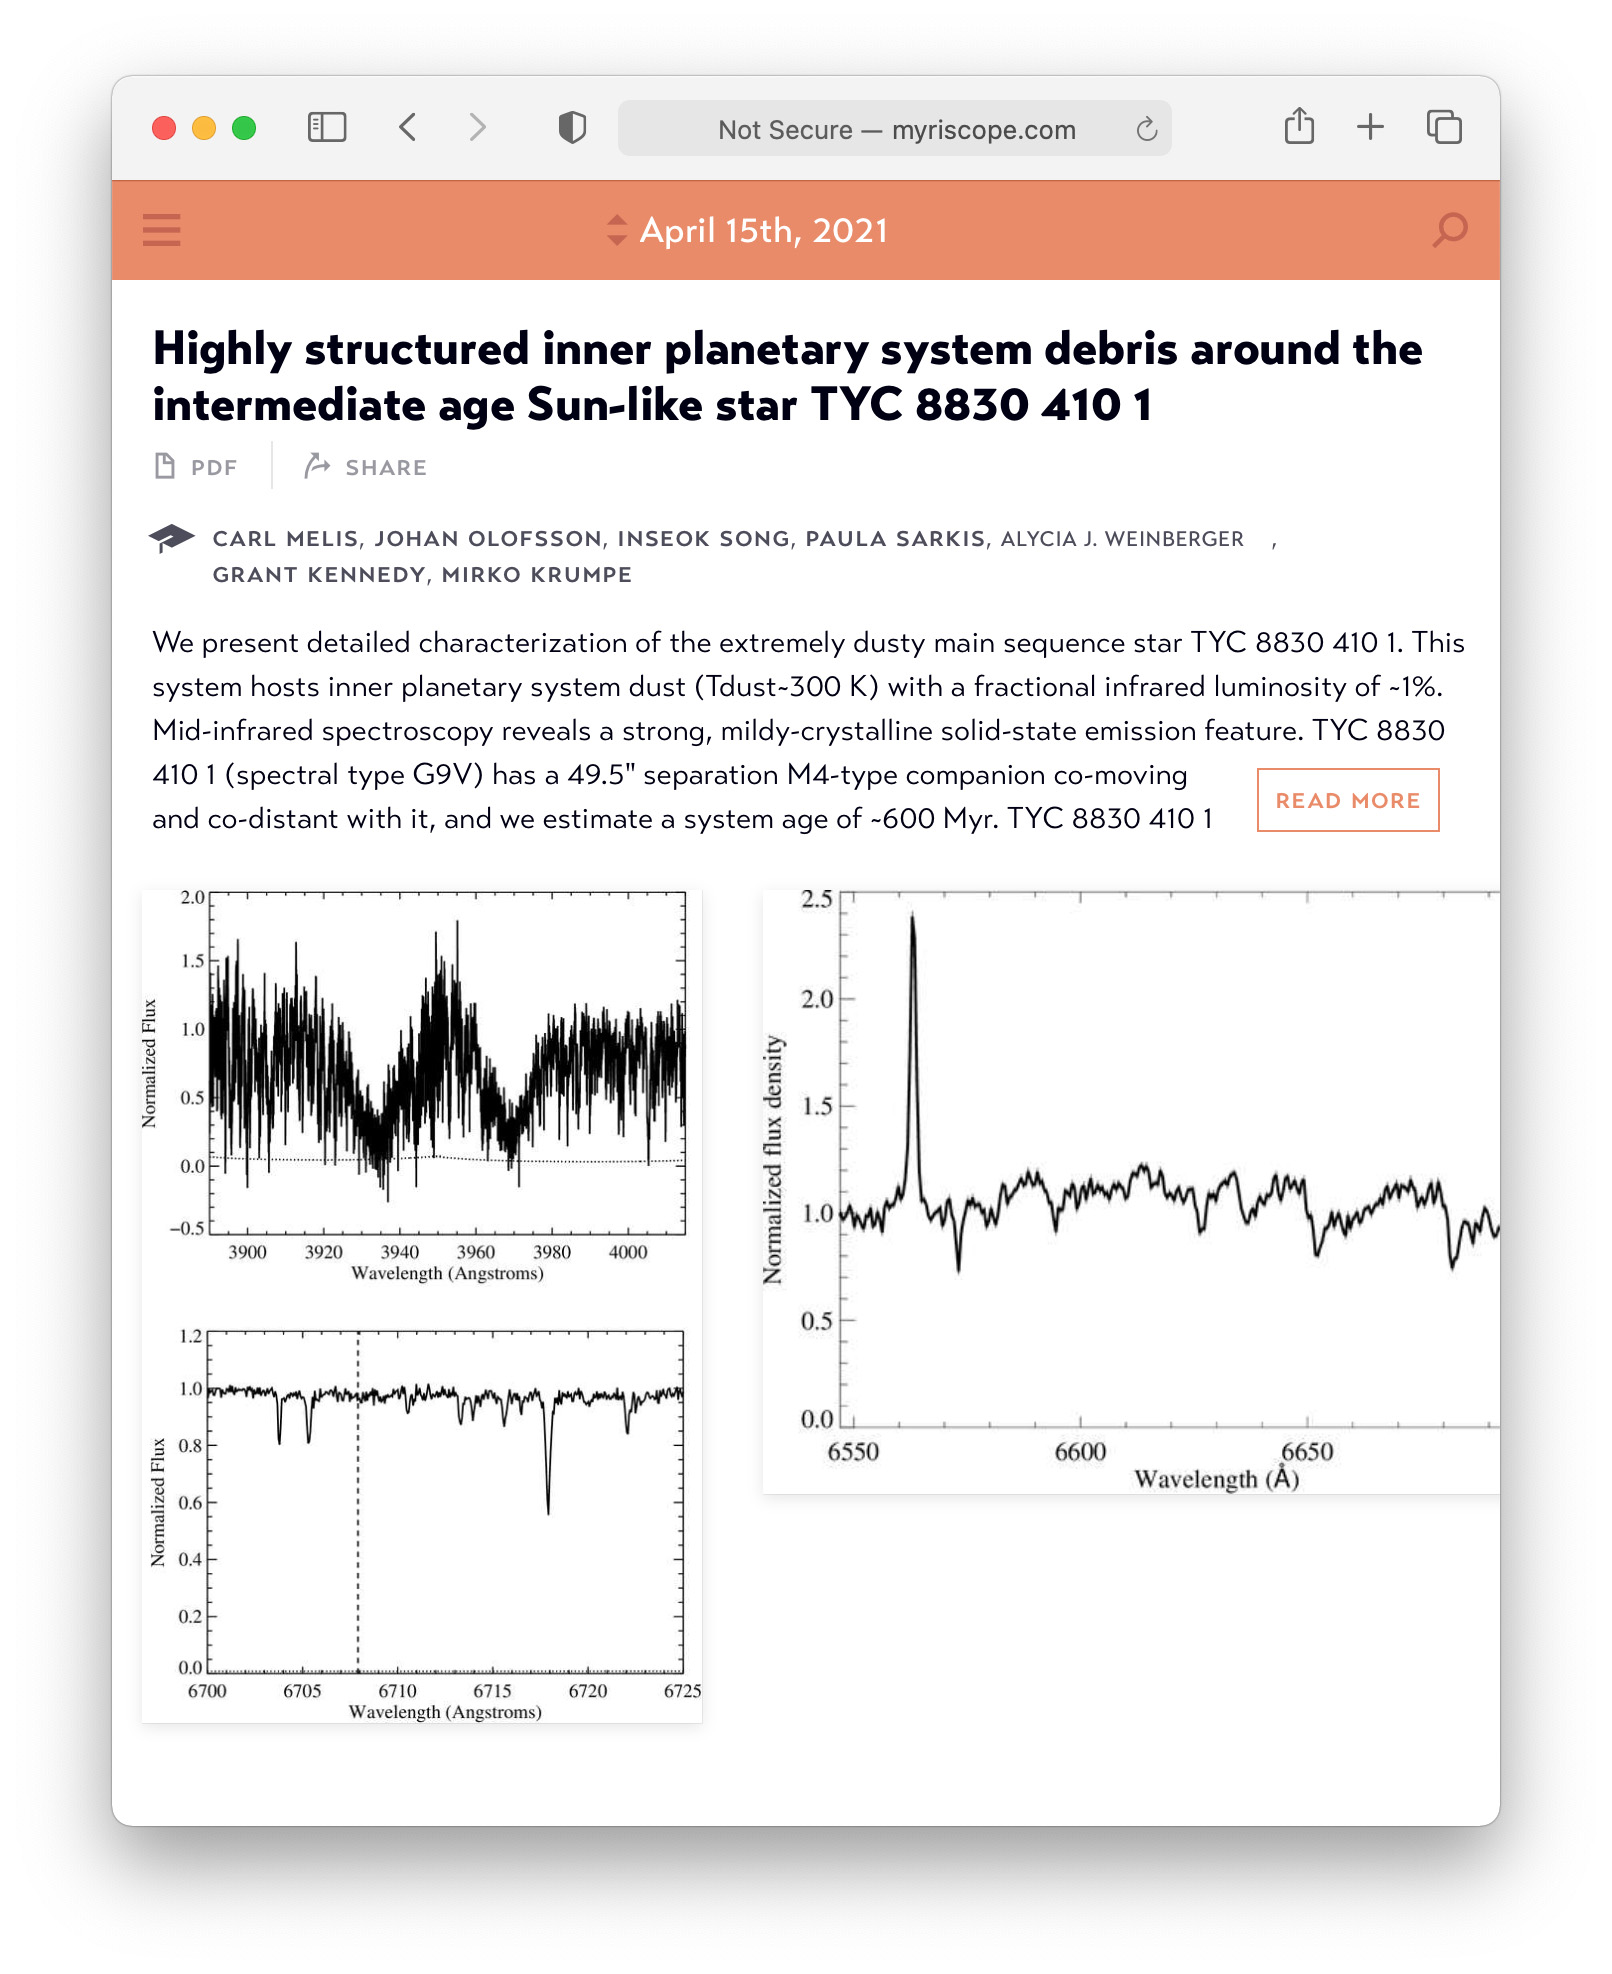 Not Secure — myriscope.com
April 15th, 2021
Highly structured inner planetary system debris around the
intermediate age Sun-like star TYC 8830 410 1
PDF SHARE
CARL MELIS, JOHAN OLOFSSON, INSEOK SONG, PAULA SARKIS, ALYCIA J. WEINBERGER ,
GRANT KENNEDY, MIRKO KRUMPE
We present detailed characterization of the extremely dusty main sequence star TYC 8830 410 1. This
system hosts inner planetary system dust (Tdust~300 K) with a fractional infrared luminosity of ~1%.
Mid-infrared spectroscopy reveals a strong, mildy-crystalline solid-state emission feature. TYC 8830
410 1 (spectral type G9V) has a 49.5" separation M4-type companion co-moving
and co-distant with it, and we estimate a system age of ~600 Myr. TYC 8830 410 1
READ MORE
2.0
1.5
1.0
0.5
0.0
−0.5
Normalized Flux
3900 3920 3940 3960 3980 4000
Wavelength (Angstroms)
1.2
1.0
0.8
0.6
0.4
0.2
0.0
Normalized Flux
6700 6705 6710 6715 6720 6725
Wavelength (Angstroms)
2.5
2.0
1.5
1.0
0.5
0.0
Normalized flux density
6550 6600 6650
Wavelength (Å)